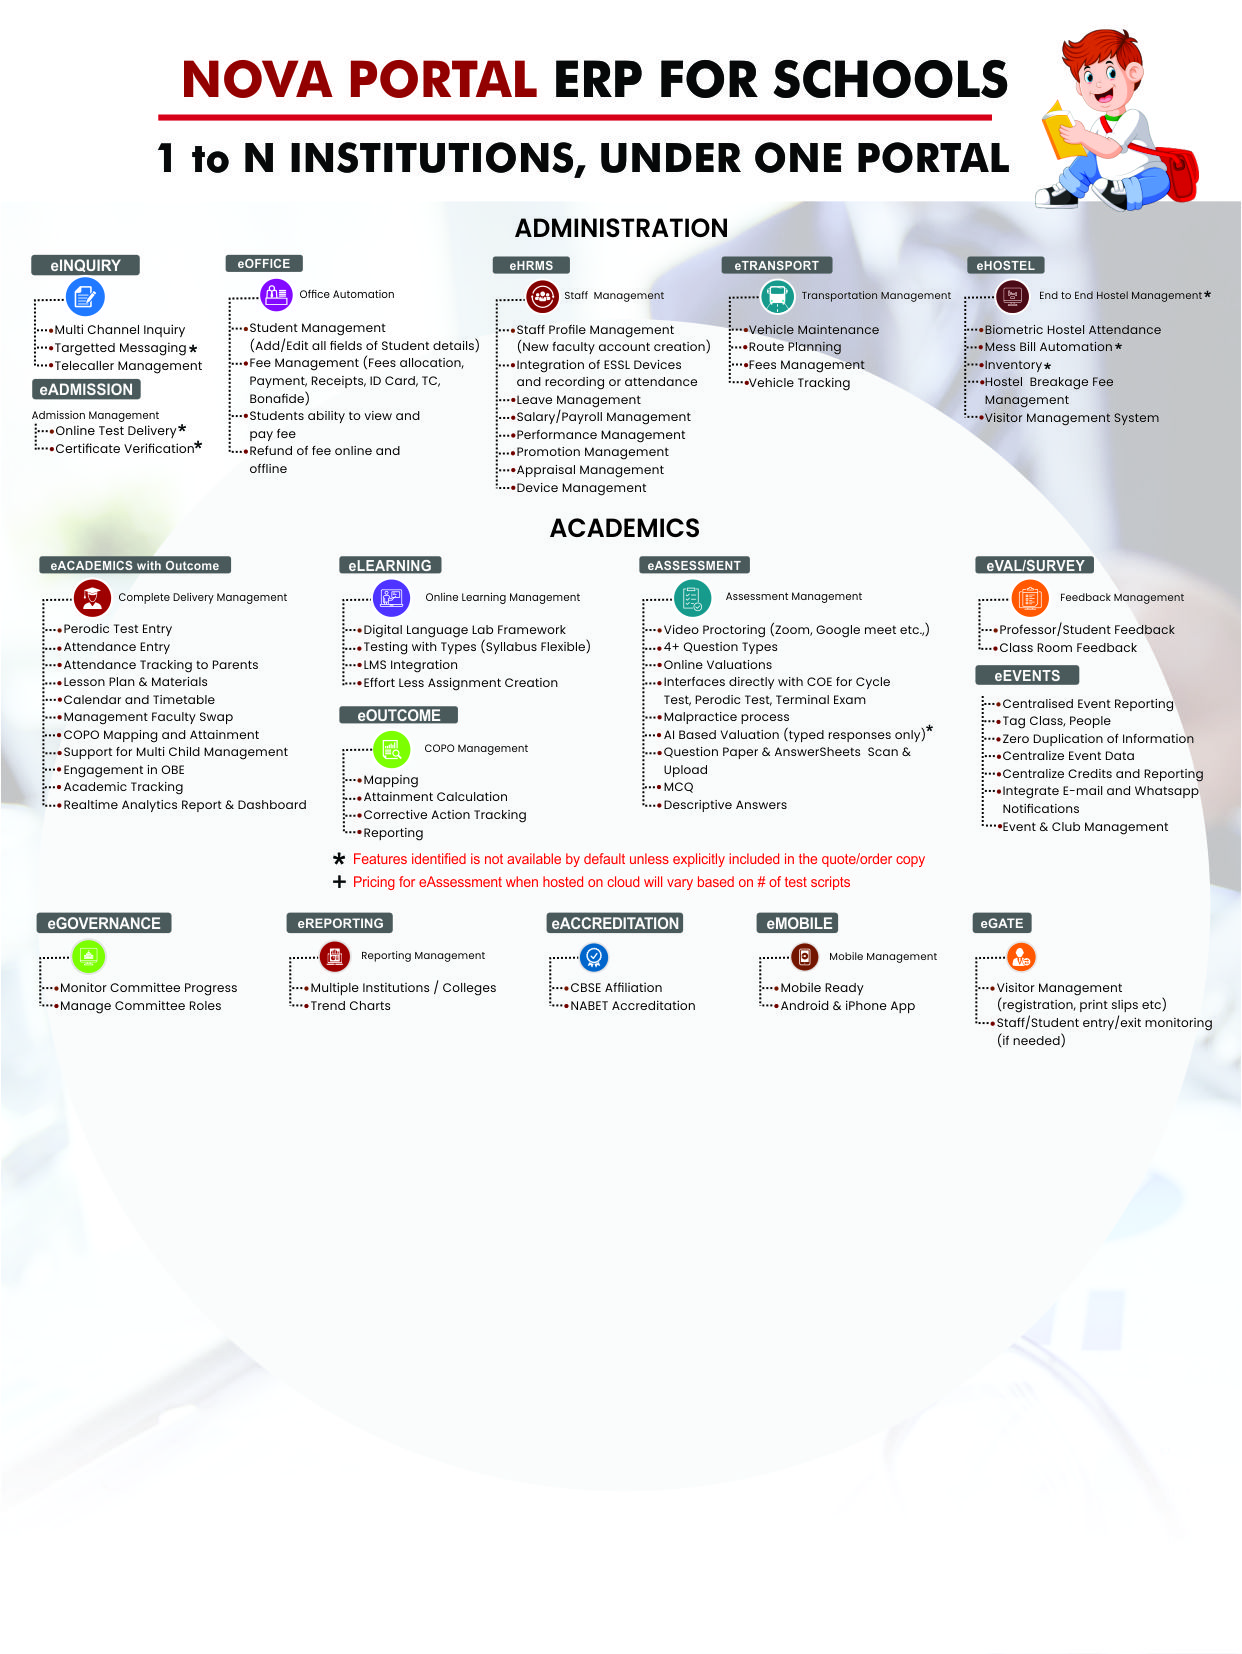 NOVA PORTAL ERP FOR SCHOOLS
1 to N INSTITUTIONS, UNDER ONE PORTAL
ADMINISTRATION
eINQUIRY
Multi Channel Inquiry
Targetted Messaging *
Telecaller Management
eADMISSION
Admission Management
Online Test Delivery *
Certificate Verification *
eOFFICE
Office Automation
Student Management
(Add/Edit all fields of Student details)
Fee Management (Fees allocation,
Payment, Receipts, ID Card, TC,
Bonafide)
Students ability to view and
pay fee
Refund of fee online and
offline
eHRMS
Staff Management
Staff Profile Management
(New faculty account creation)
Integration of ESSL Devices
and recording or attendance
Leave Management
Salary/Payroll Management
Performance Management
Promotion Management
Appraisal Management
Device Management
eTRANSPORT
Transportation Management
Vehicle Maintenance
Route Planning
Fees Management
Vehicle Tracking
eHOSTEL
End to End Hostel Management *
Biometric Hostel Attendance
Mess Bill Automation *
Inventory *
Hostel Breakage Fee
Management
Visitor Management System
ACADEMICS
eACADEMICS with Outcome
Complete Delivery Management
Perodic Test Entry
Attendance Entry
Attendance Tracking to Parents
Lesson Plan & Materials
Calendar and Timetable
Management Faculty Swap
COPO Mapping and Attainment
Support for Multi Child Management
Engagement in OBE
Academic Tracking
Realtime Analytics Report & Dashboard
eLEARNING
Online Learning Management
Digital Language Lab Framework
Testing with Types (Syllabus Flexible)
LMS Integration
Effort Less Assignment Creation
eOUTCOME
COPO Management
Mapping
Attainment Calculation
Corrective Action Tracking
Reporting
eASSESSMENT
Assessment Management
Video Proctoring (Zoom, Google meet etc.,)
4+ Question Types
Online Valuations
Interfaces directly with COE for Cycle
Test, Perodic Test, Terminal Exam
Malpractice process
AI Based Valuation (typed responses only) *
Question Paper & AnswerSheets Scan &
Upload
MCQ
Descriptive Answers
eVAL/SURVEY
Feedback Management
Professor/Student Feedback
Class Room Feedback
eEVENTS
Centralised Event Reporting
Tag Class, People
Zero Duplication of Information
Centralize Event Data
Centralize Credits and Reporting
Integrate E-mail and Whatsapp
Notifications
Event & Club Management
* Features identified is not available by default unless explicitly included in the quote/order copy
+ Pricing for eAssessment when hosted on cloud will vary based on # of test scripts
eGOVERNANCE
Monitor Committee Progress
Manage Committee Roles
eREPORTING
Reporting Management
Multiple Institutions / Colleges
Trend Charts
eACCREDITATION
CBSE Affiliation
NABET Accreditation
eMOBILE
Mobile Management
Mobile Ready
Android & iPhone App
eGATE
Visitor Management
(registration, print slips etc)
Staff/Student entry/exit monitoring
(if needed)